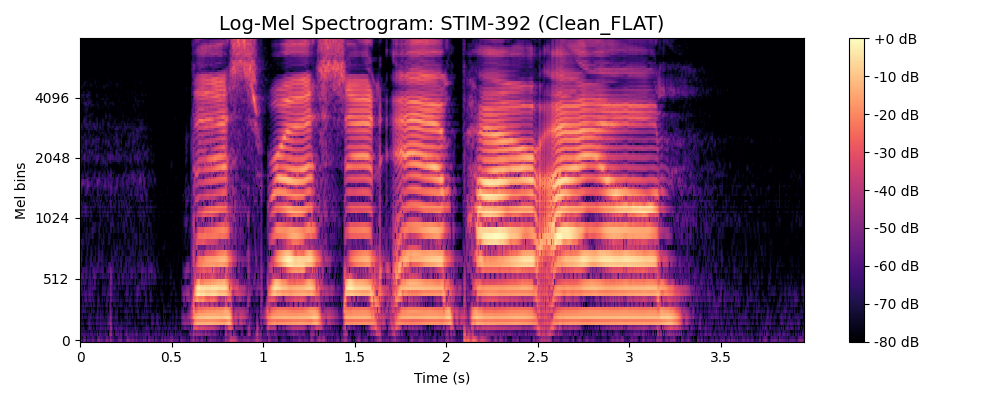 Log-Mel Spectrogram: STIM-392 (Clean_FLAT)
Mel bins
4096
2048
1024
512
0
0 0.5 1 1.5 2 2.5 3 3.5
Time (s)
+0 dB
-10 dB
-20 dB
-30 dB
-40 dB
-50 dB
-60 dB
-70 dB
-80 dB